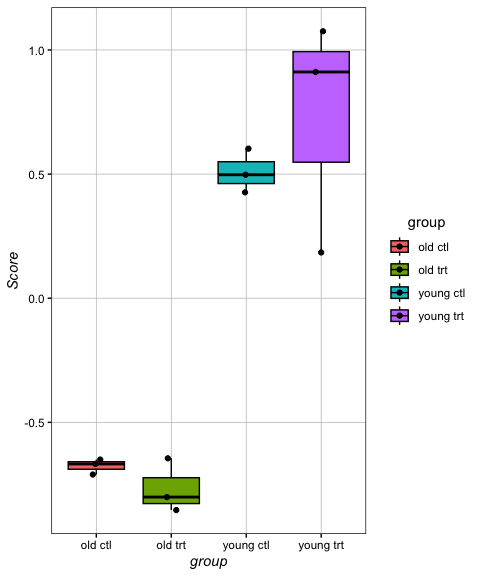 1.0
0.5
0.0
-0.5
Score
old ctl
old trt
young ctl
young trt
group
group
old ctl
old trt
young ctl
young trt